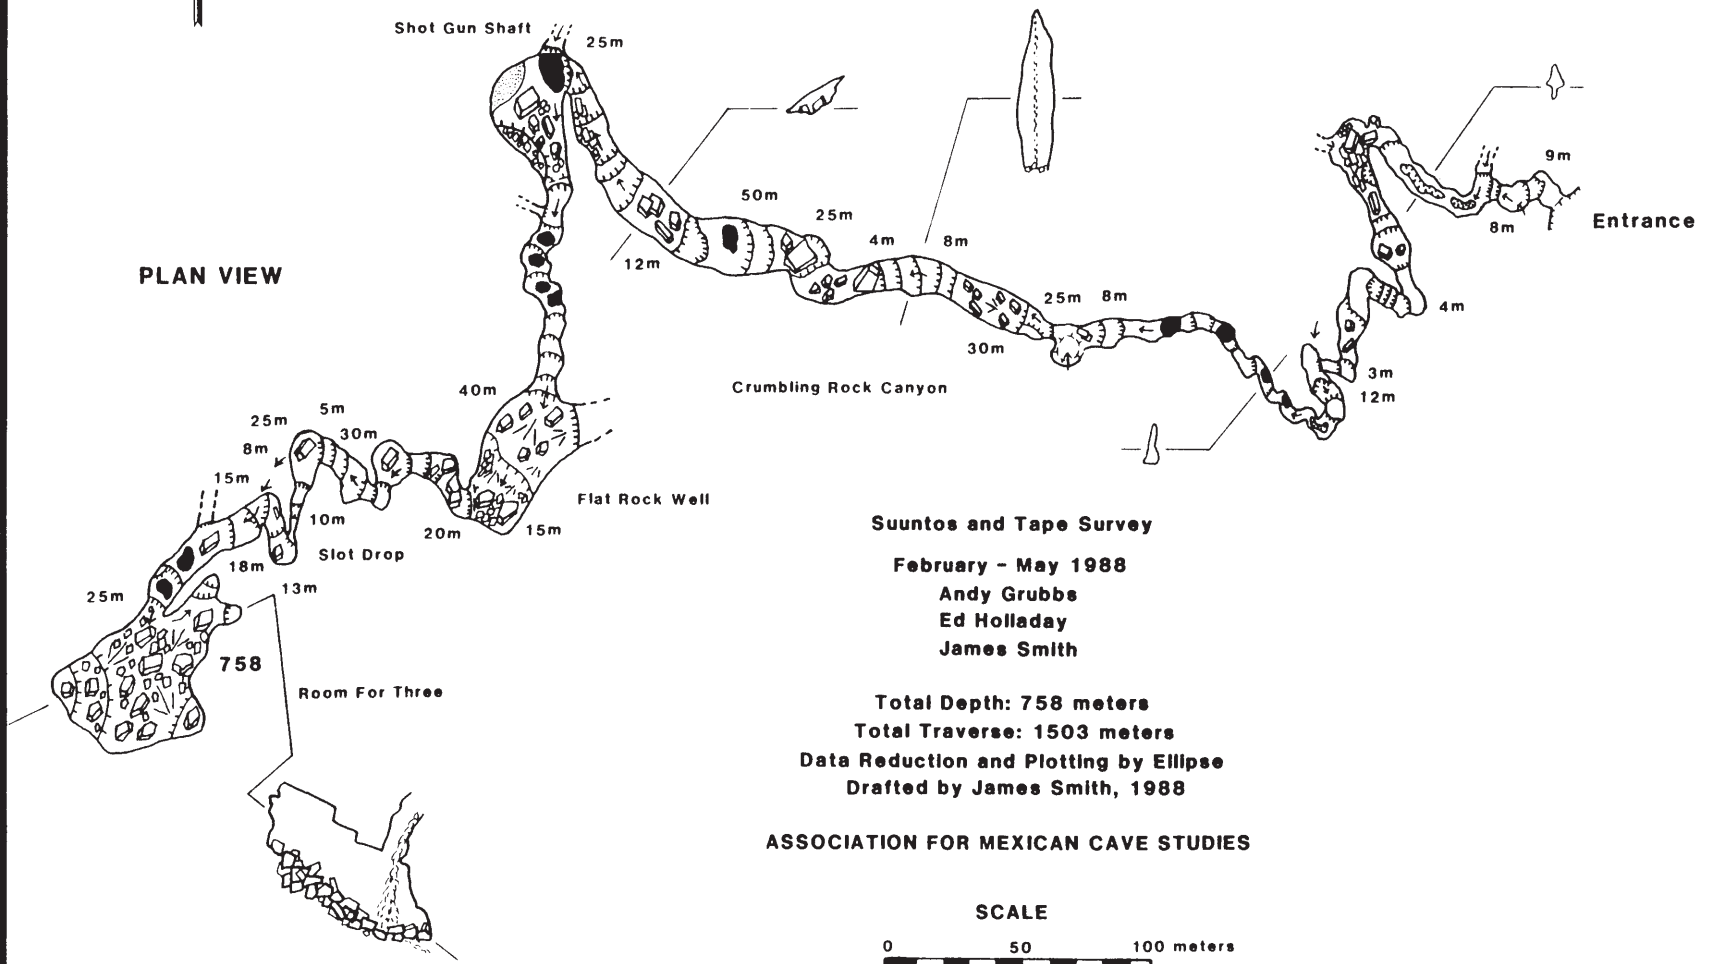 Shot Gun Shaft
25m
9m
50m
25m
8m
Entrance
4m
8m
12m
PLAN VIEW
25m
8m
4m
30m
3m
Crumbling Rock Canyon
12m
40m
5m
25m
30m
8m
15m
Flat Rock Well
10m
20m
15m
Slot Drop
18m
13m
25m
758
Room For Three
Suuntos and Tape Survey
February - May 1988
Andy Grubbs
Ed Holladay
James Smith
Total Depth: 758 meters
Total Traverse: 1503 meters
Data Reduction and Plotting by Ellipse
Drafted by James Smith, 1988
ASSOCIATION FOR MEXICAN CAVE STUDIES
SCALE
0 50 100 meters